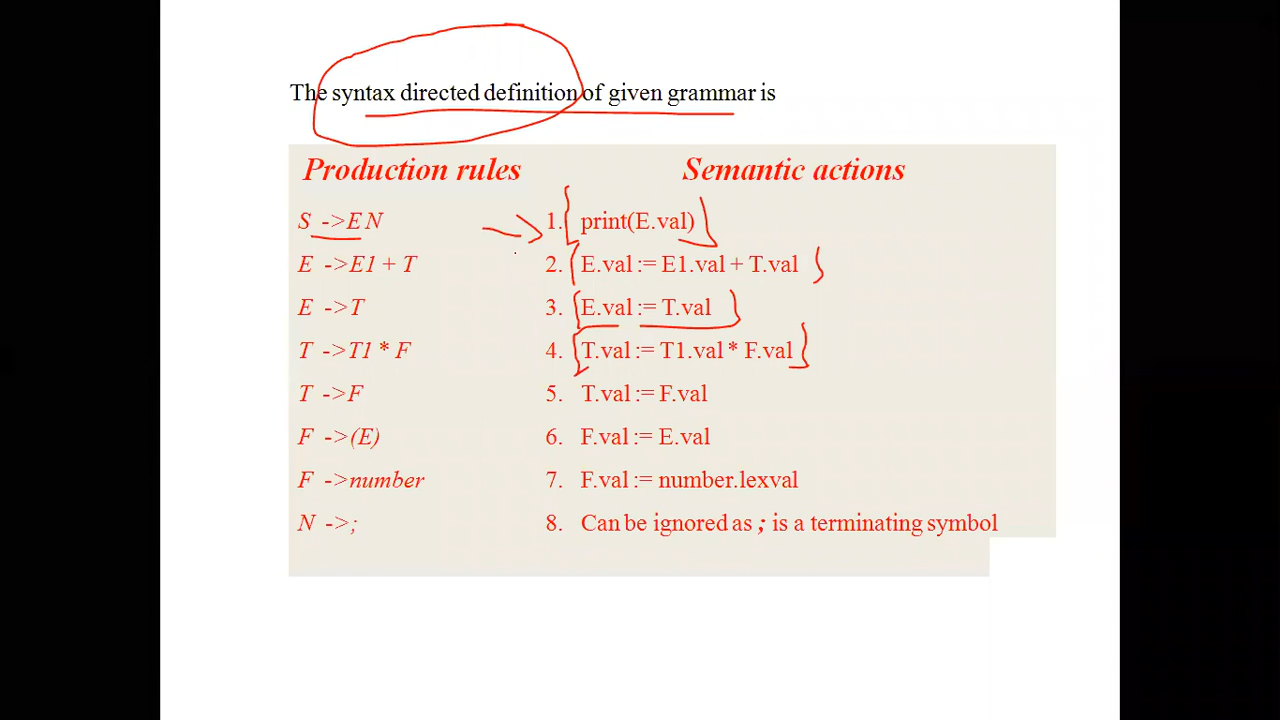 The syntax directed definition of given grammar is
Production rules Semantic actions
S ->E N 1. print(E.val)
E ->E1 + T 2. E.val := E1.val + T.val
E ->T 3. E.val := T.val
T ->T1 * F 4. T.val := T1.val * F.val
T ->F 5. T.val := F.val
F ->(E) 6. F.val := E.val
F ->number 7. F.val := number.lexval
N ->; 8. Can be ignored as ; is a terminating symbol